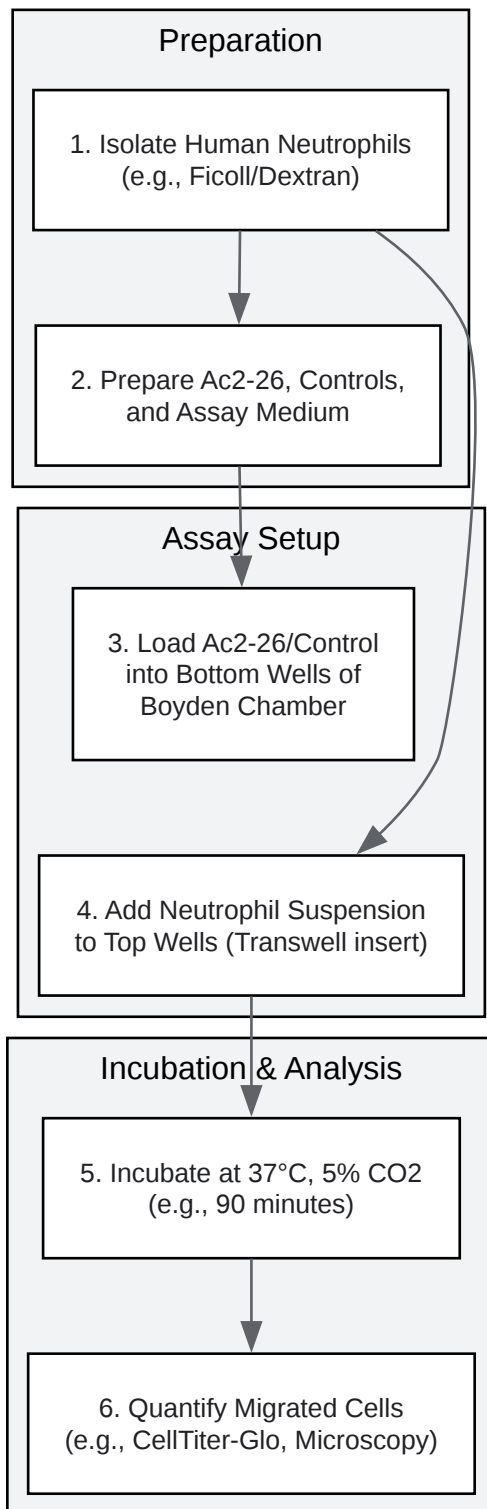 Preparation
1. Isolate Human Neutrophils
(e.g., Ficoll/Dextran)
2. Prepare Ac2-26, Controls,
and Assay Medium
Assay Setup
3. Load Ac2-26/Control
into Bottom Wells of
Boyden Chamber
4. Add Neutrophil Suspension
to Top Wells (Transwell insert)
Incubation & Analysis
5. Incubate at 37°C, 5% CO2
(e.g., 90 minutes)
6. Quantify Migrated Cells
(e.g., CellTiter-Glo, Microscopy)